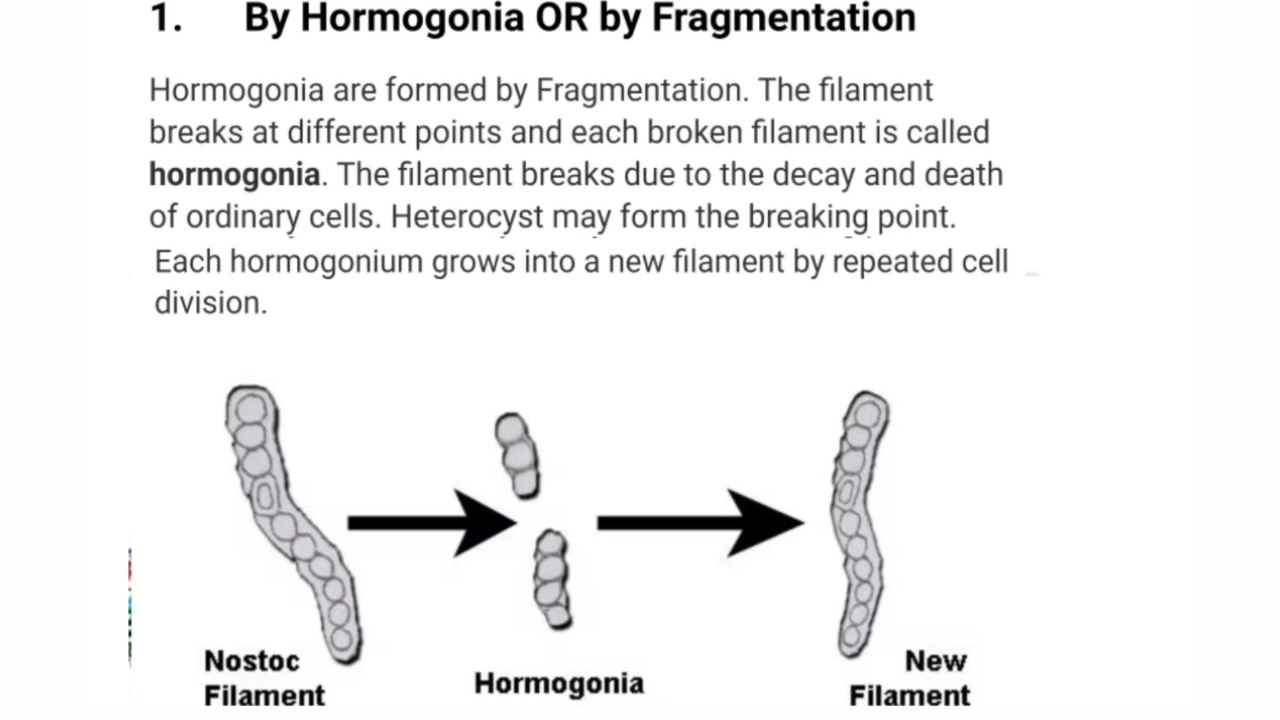 1. By Hormogonia OR by Fragmentation
Hormogonia are formed by Fragmentation. The filament
breaks at different points and each broken filament is called
hormogonia. The filament breaks due to the decay and death
of ordinary cells. Heterocyst may form the breaking point.
Each hormogonium grows into a new filament by repeated cell
division.
Nostoc
Filament
Hormogonia
New
Filament